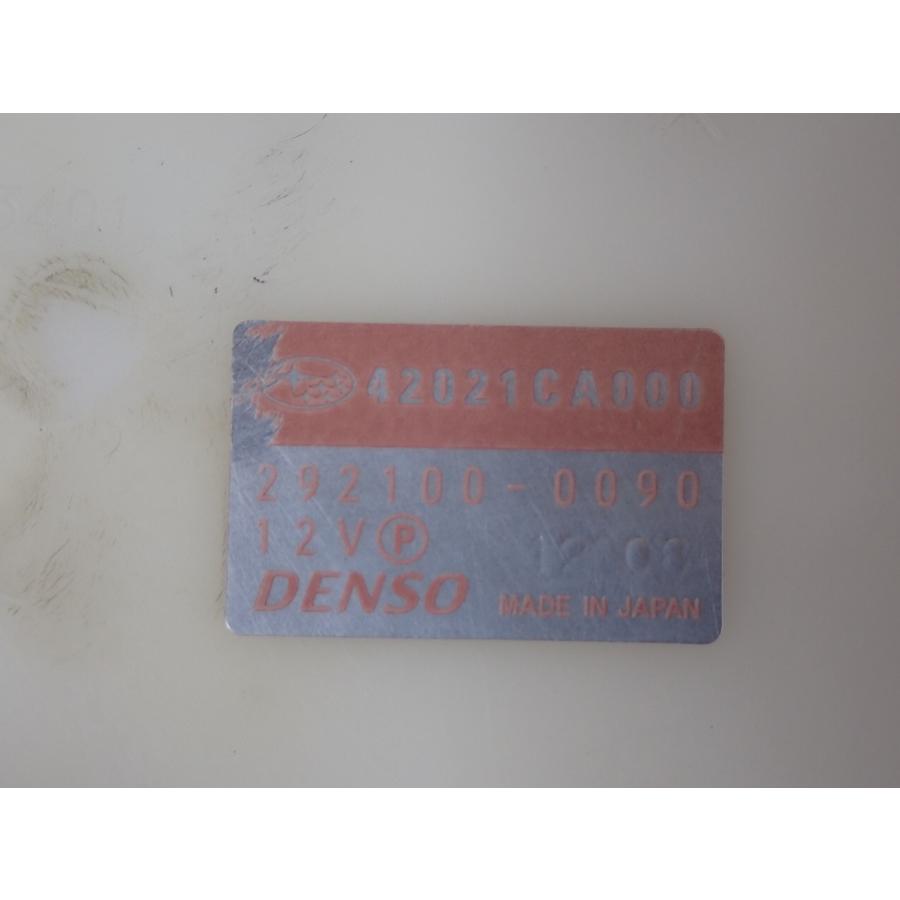 42021CA000
292100-0090
12V Ⓟ
DENSO MADE IN JAPAN